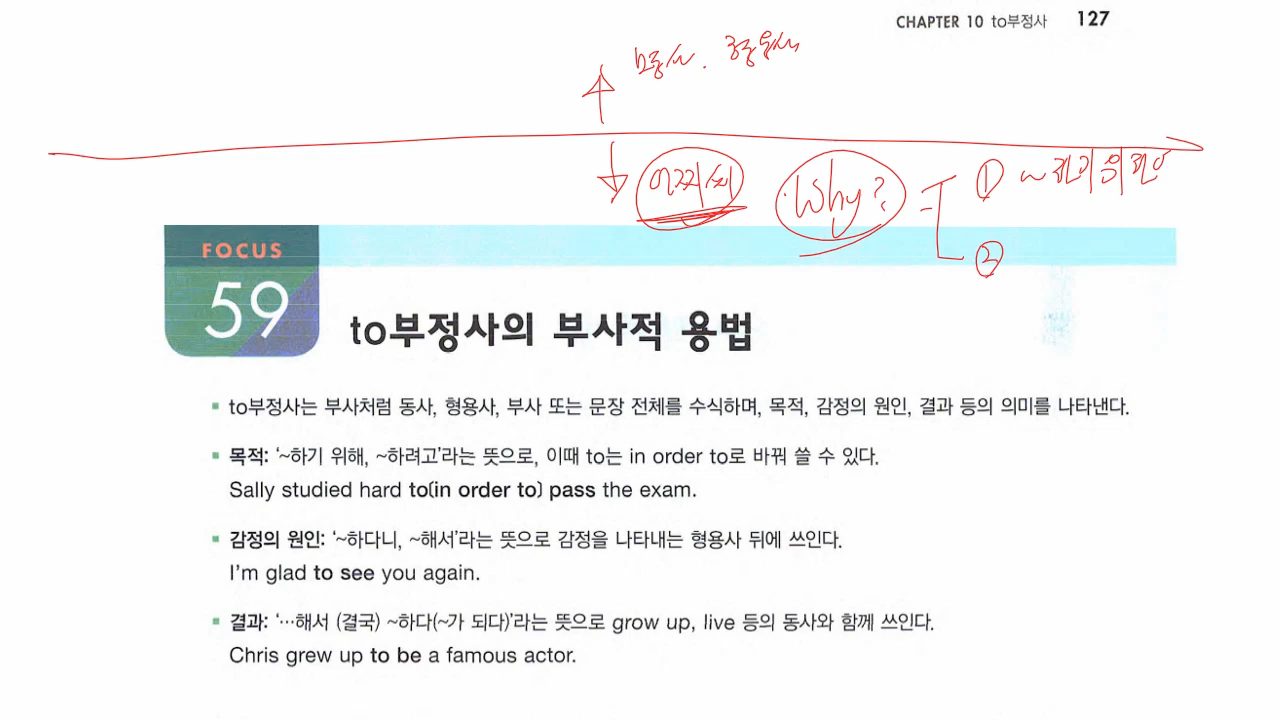 CHAPTER 10 to부정사 127
Why? ①
②
FOCUS
59
to부정사의 부사적 용법
to부정사는 부사처럼 동사, 형용사, 부사 또는 문장 전체를 수식하며, 목적, 감정의 원인, 결과 등의 의미를 나타낸다.
목적: ‘~하기 위해, ~하려고’라는 뜻으로, 이때 to는 in order to로 바꿔 쓸 수 있다.
Sally studied hard to(in order to) pass the exam.
감정의 원인: ‘~하다니, ~해서’라는 뜻으로 감정을 나타내는 형용사 뒤에 쓰인다.
I’m glad to see you again.
결과: ‘…해서 (결국) ~하다(~가 되다)’라는 뜻으로 grow up, live 등의 동사와 함께 쓰인다.
Chris grew up to be a famous actor.